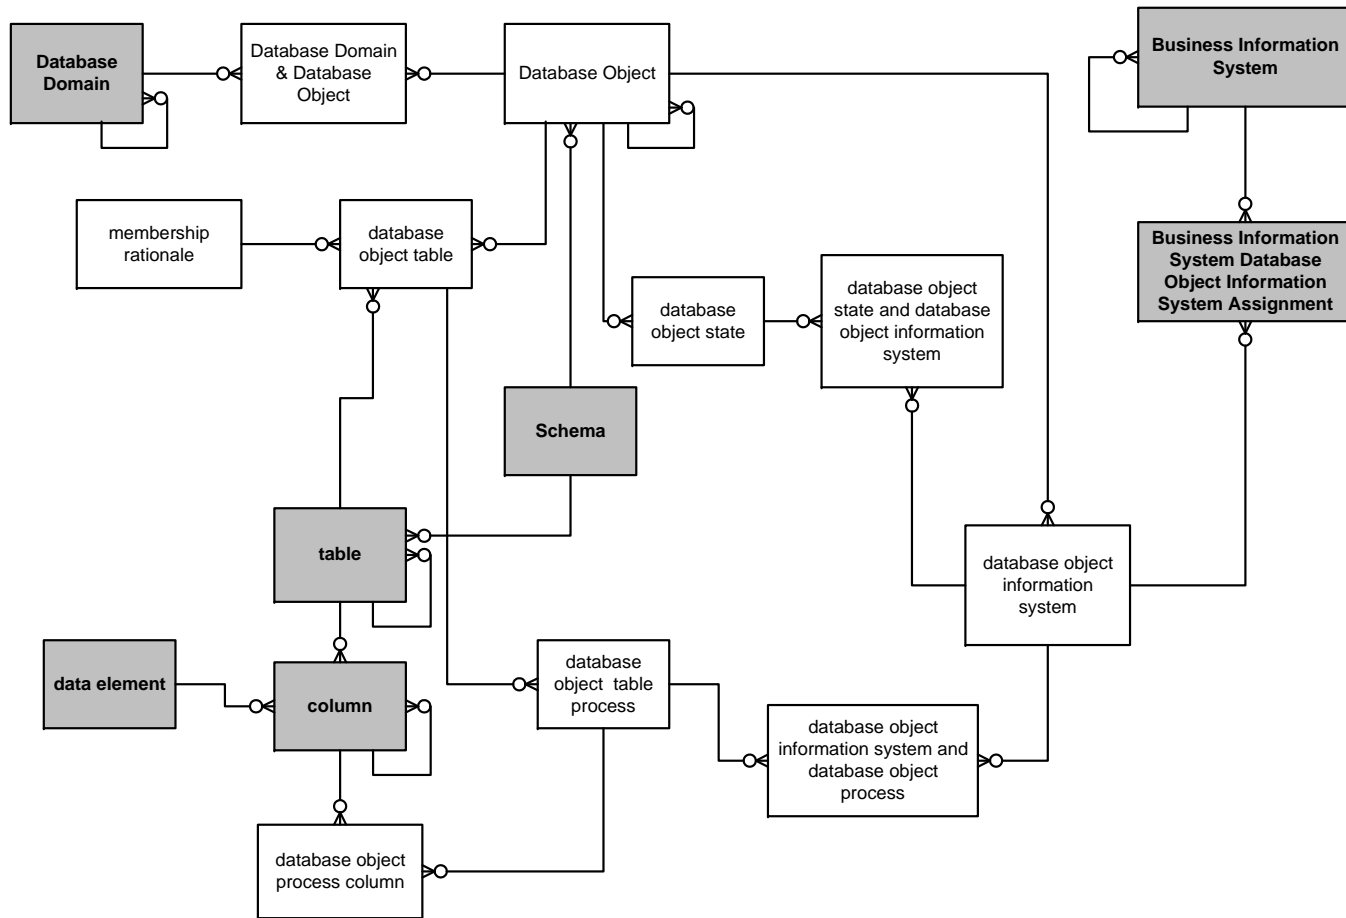 Database
Domain
Database Domain
& Database
Object
Database Object
Business Information
System
membership
rationale
database
object table
database
object state
database object
state and database
object information
system
Business Information
System Database
Object Information
System Assignment
Schema
table
database object
information
system
data element
column
database
object  table
process
database object
information system and
database object
process
database object
process column